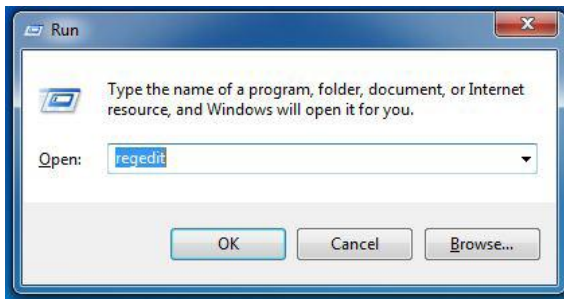 Run
Type the name of a program, folder, document, or Internet
resource, and Windows will open it for you.
Open: regedit
OK Cancel Browse...